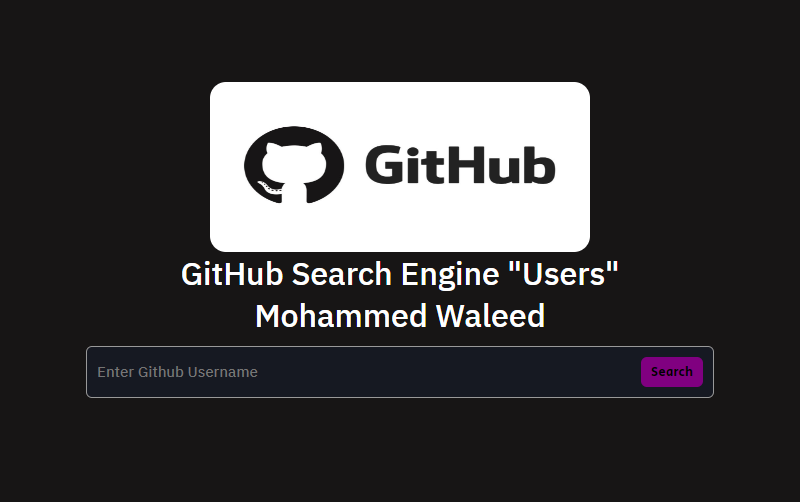 GitHub
GitHub Search Engine "Users"
Mohammed Waleed
Enter Github Username
Search